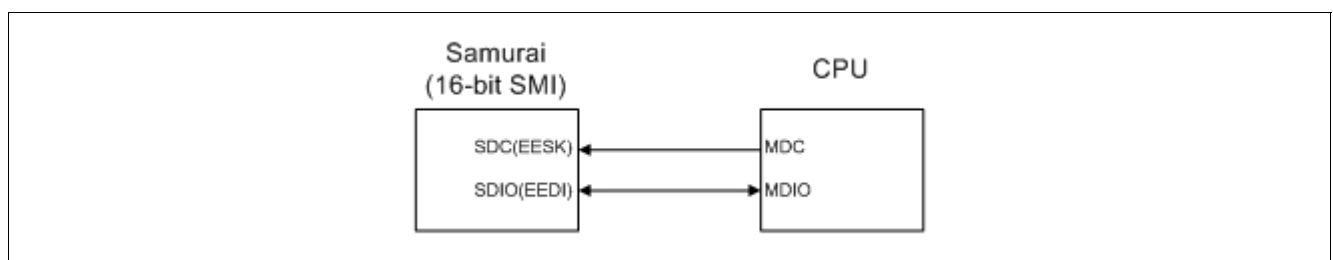 Samurai
(16-bit SMI)
CPU
SDC(EESK)
MDC
SDIO(EEDI)
MDIO